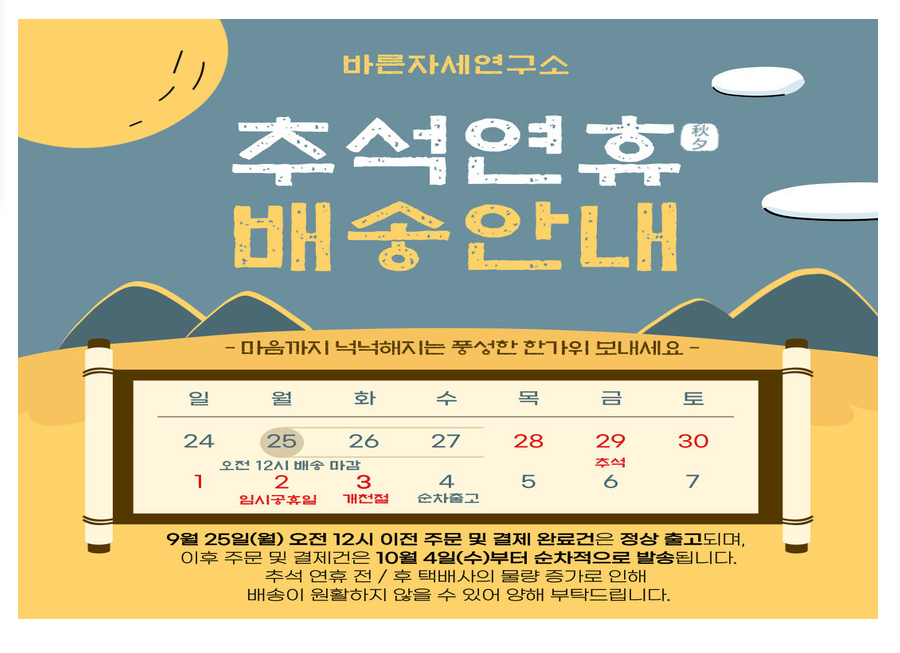 바른자세연구소
추석연휴 秋夕
배송안내
- 마음까지 넉넉해지는 풍성한 한가위 보내세요 -
일 월 화 수 목 금 토
24 25 26 27 28 29 30
오전 12시 배송 마감 추석
1 2 3 4 5 6 7
임시공휴일 개천절 순차출고
9월 25일(월) 오전 12시 이전 주문 및 결제 완료건은 정상 출고되며,
이후 주문 및 결제건은 10월 4일(수)부터 순차적으로 발송됩니다.
추석 연휴 전 / 후 택배사의 물량 증가로 인해
배송이 원활하지 않을 수 있어 양해 부탁드립니다.